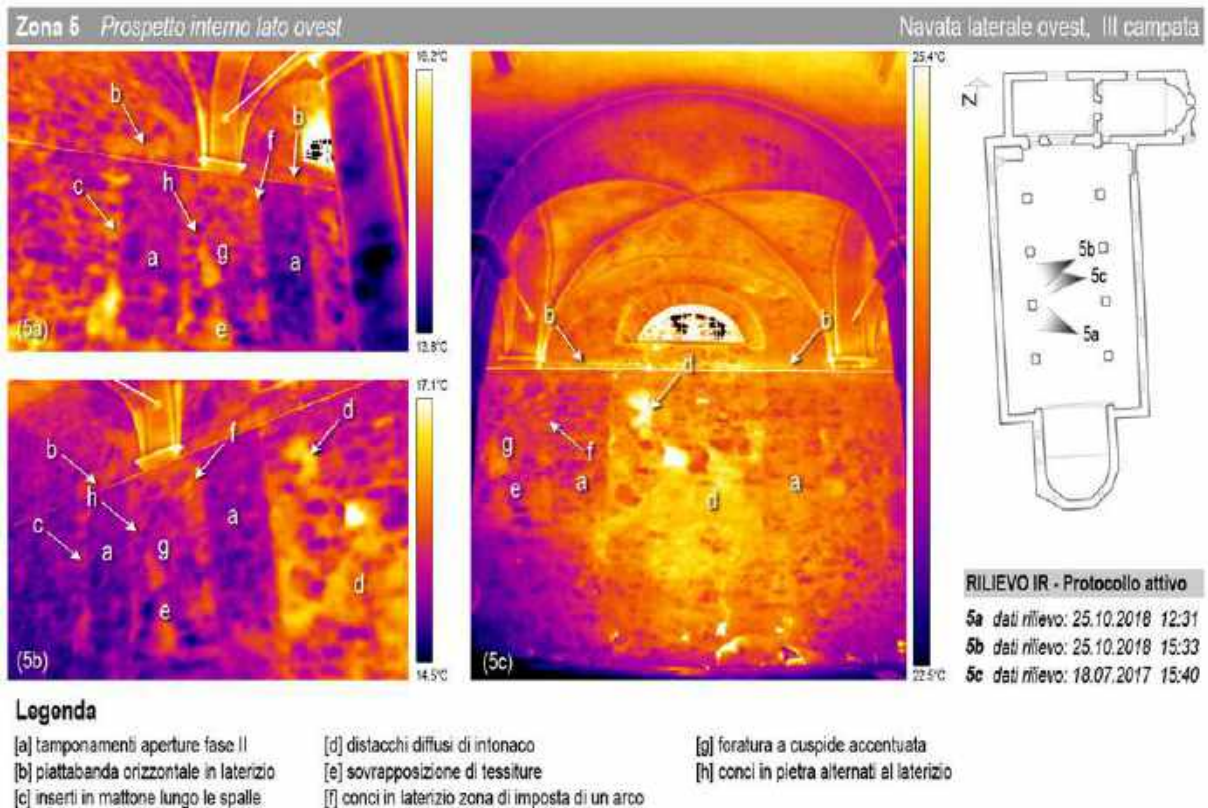 Zona 5 Prospetto interno lato ovest
Navata laterale ovest, III campata
16.2°C
b
b
f
h
c
g
a
a
e
(5a)
13.8°C
17.1°C
d
f
b
h
a
c
a
g
d
e
(5b)
14.5°C
25.4°C
b
b
d
g
f
e
a
a
d
(5c)
22.5°C
N
5b
5c
5a
RILIEVO IR - Protocollo attivo
5a dati rilievo: 25.10.2018 12:31
5b dati rilievo: 25.10.2018 15:33
5c dati rilievo: 18.07.2017 15:40
Legenda
[a] tamponamenti aperture fase II
[b] piattabanda orizzontale in laterizio
[c] inserti in mattone lungo le spalle
[d] distacchi diffusi di intonaco
[e] sovrapposizione di tessiture
[f] conci in laterizio zona di imposta di un arco
[g] foratura a cuspide accentuata
[h] conci in pietra alternati al laterizio